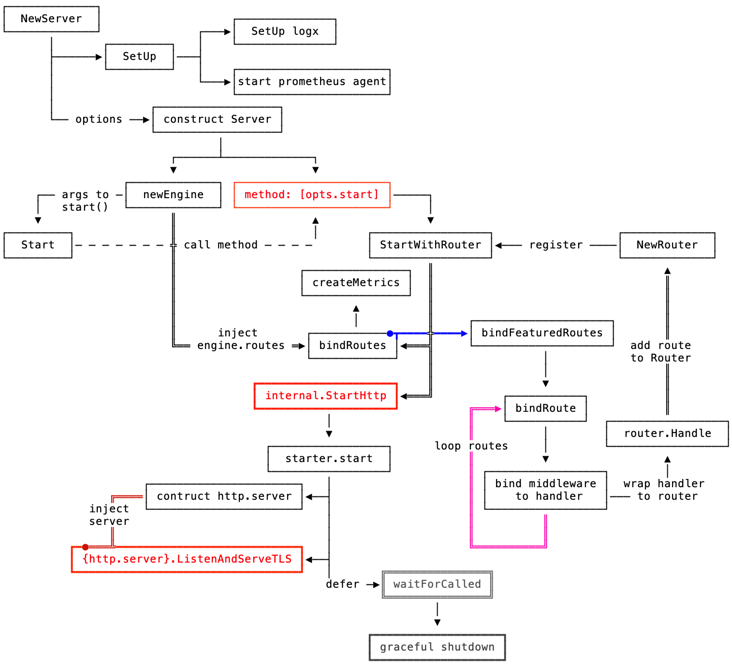 NewServer
SetUp logx
SetUp
start prometheus agent
options
construct Server
args to
start()
newEngine
method: [opts.start]
Start
call method
StartWithRouter
register
NewRouter
createMetrics
inject
engine.routes
bindRoutes
bindFeaturedRoutes
add route
to Router
internal.StartHttp
bindRoute
loop routes
router.Handle
starter.start
bind middleware
to handler
wrap handler
to router
contruct http.server
inject
server
{http.server}.ListenAndServeTLS
defer
waitForCalled
graceful shutdown